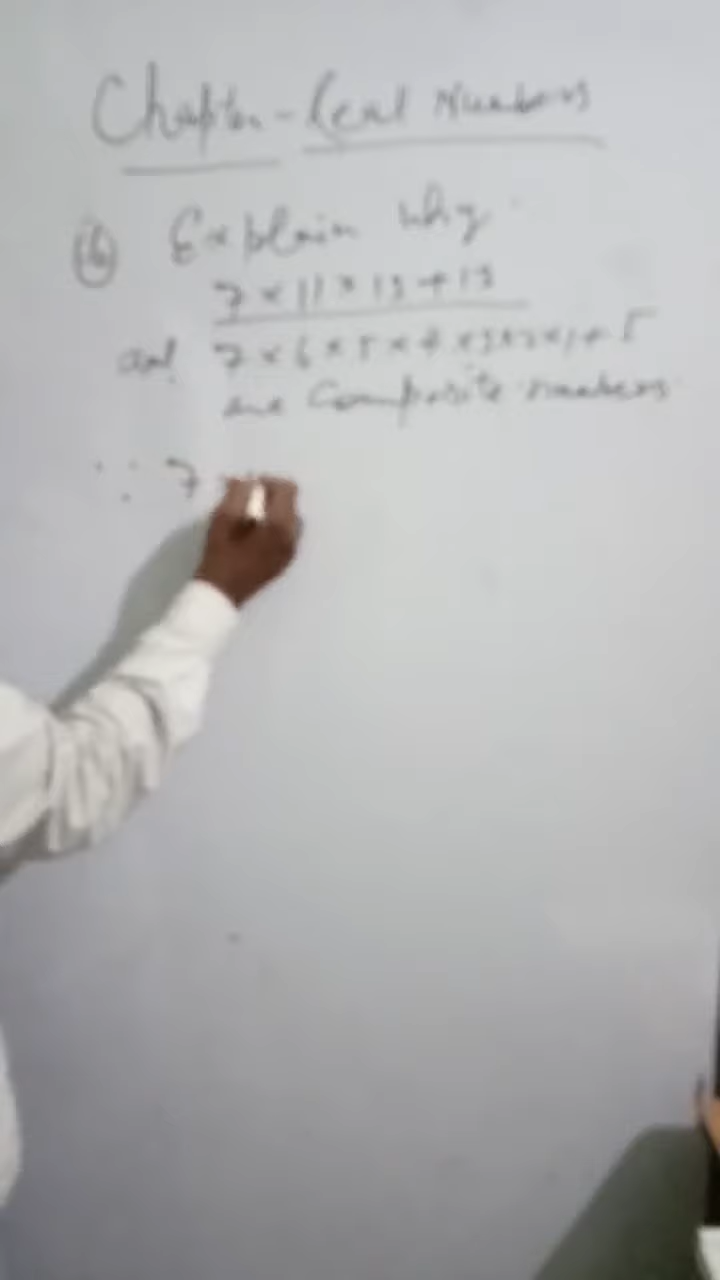 Chapter - Real Numbers
(6) Explain why
7 × 11 × 13 + 13
and 7 × 6 × 5 × 4 × 3 × 2 × 1 + 5
are Composite numbers
∵ 7